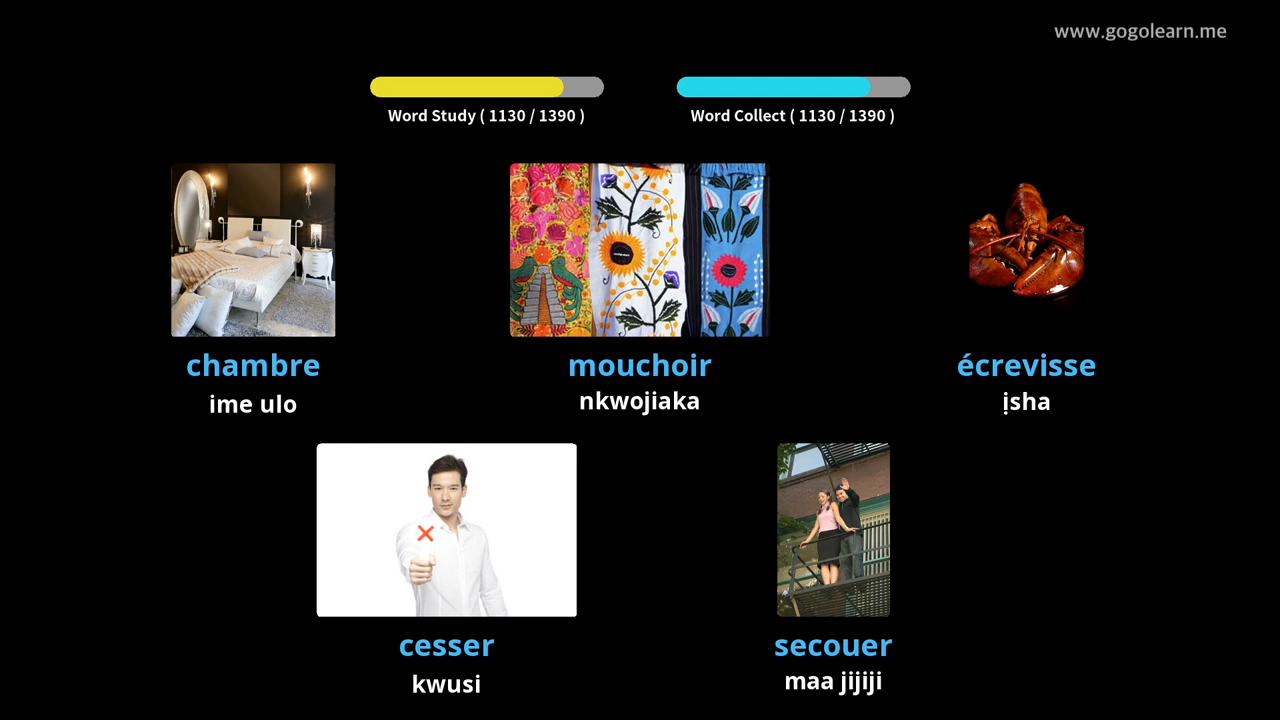 www.gogolearn.me
Word Study ( 1130 / 1390 )
Word Collect ( 1130 / 1390 )
chambre
ime ulo
mouchoir
nkwojiaka
écrevisse
ịsha
cesser
kwusi
secouer
maa jijiji